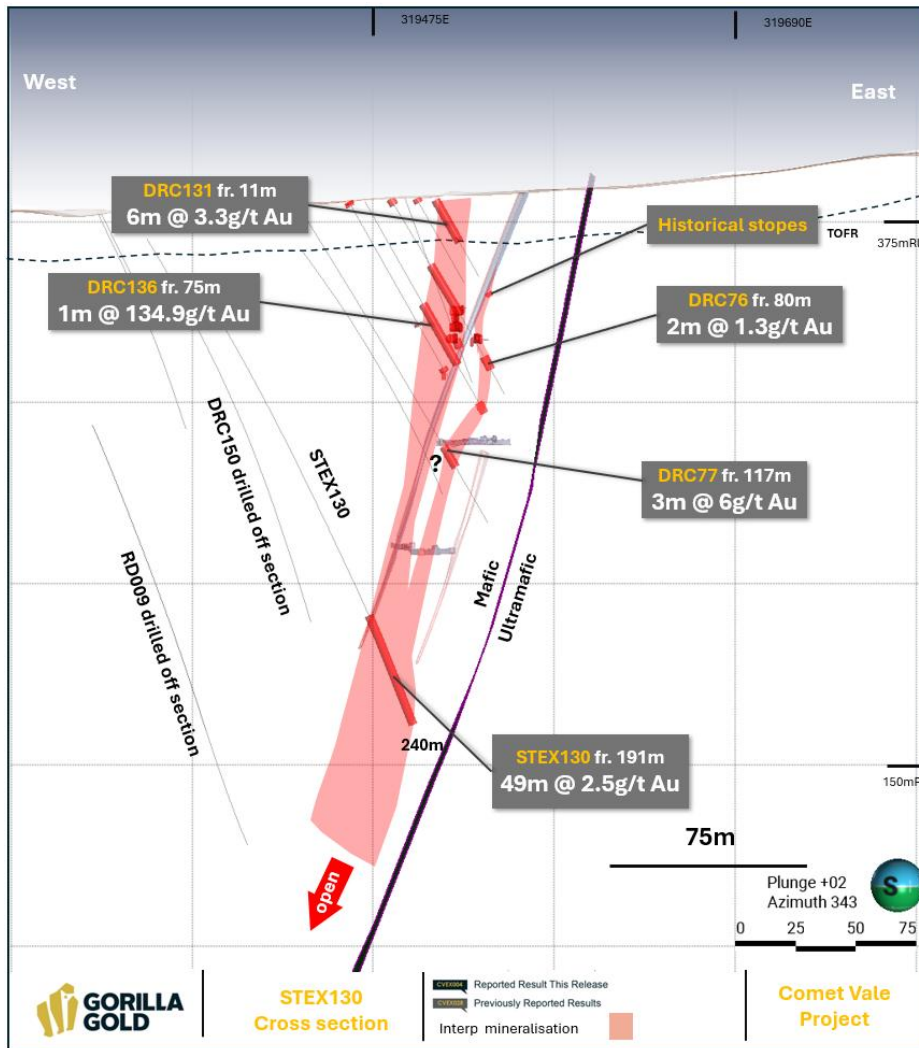 319475E
319690E
West
East
DRC131 fr. 11m
6m @ 3.3g/t Au
Historical stopes
TOFR
375mRl
DRC136 fr. 75m
1m @ 134.9g/t Au
DRC76 fr. 80m
2m @ 1.3g/t Au
DRC150 drilled off section
STEX130
?
DRC77 fr. 117m
3m @ 6g/t Au
RD009 drilled off section
Mafic
Ultramafic
240m
STEX130 fr. 191m
49m @ 2.5g/t Au
150mR
75m
open
Plunge +02
Azimuth 343
S
0 25 50 75
GORILLA
GOLD
STEX130
Cross section
CVEX004 Reported Result This Release
CVEX028 Previously Reported Results
Interp mineralisation
Comet Vale
Project